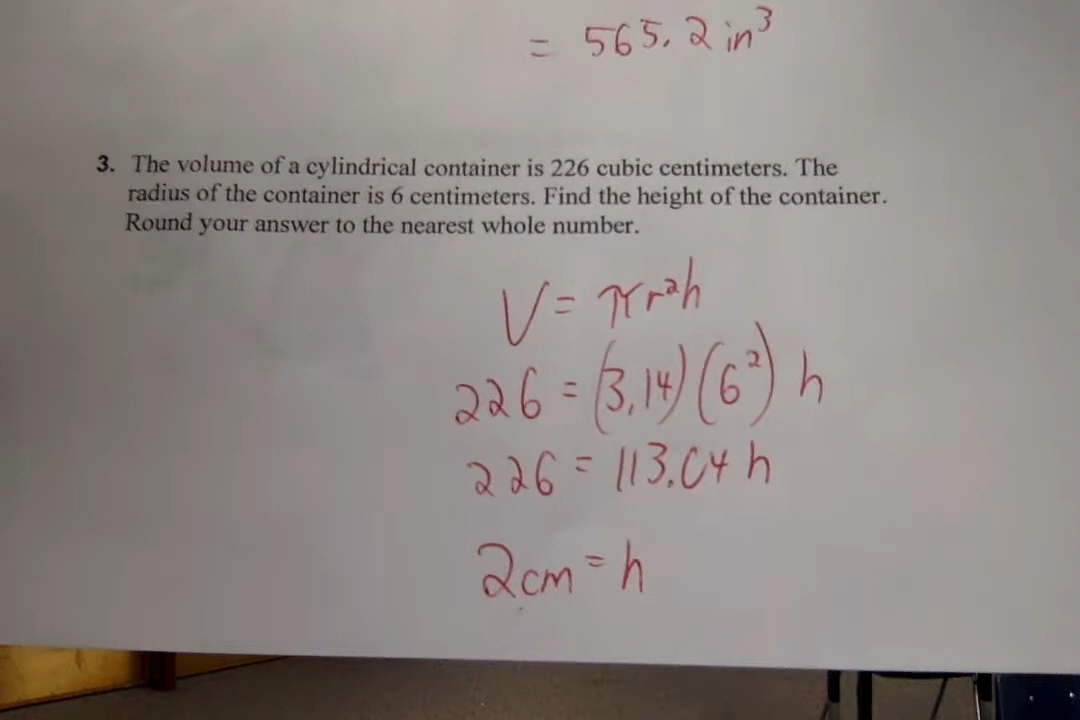 = 565.2 in³
3. The volume of a cylindrical container is 226 cubic centimeters. The
radius of the container is 6 centimeters. Find the height of the container.
Round your answer to the nearest whole number.
V = πr²h
226 = (3.14)(6²) h
226 = 113.04 h
2cm = h